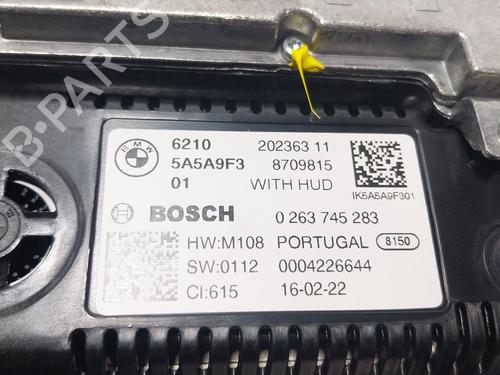 BMW
6210 202363 11
5A5A9F3 8709815
01 WITH HUD
IK5A5A9F301
BOSCH 0 263 745 283
HW:M108 PORTUGAL 8150
SW:0112 0004226644
CI:615 16-02-22
B-PARTS